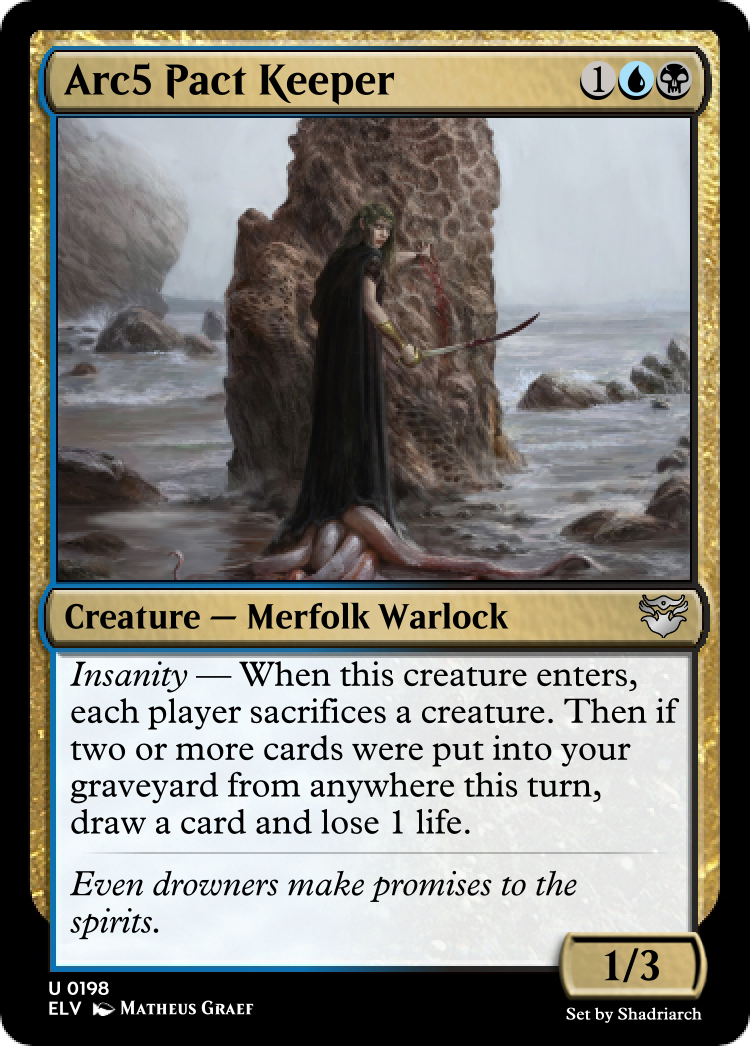 Arc5 Pact Keeper 1
Creature — Merfolk Warlock
Insanity — When this creature enters,
each player sacrifices a creature. Then if
two or more cards were put into your
graveyard from anywhere this turn,
draw a card and lose 1 life.
Even drowners make promises to the
spirits.
1/3
U 0198
ELV Matheus Graef
Set by Shadriarch